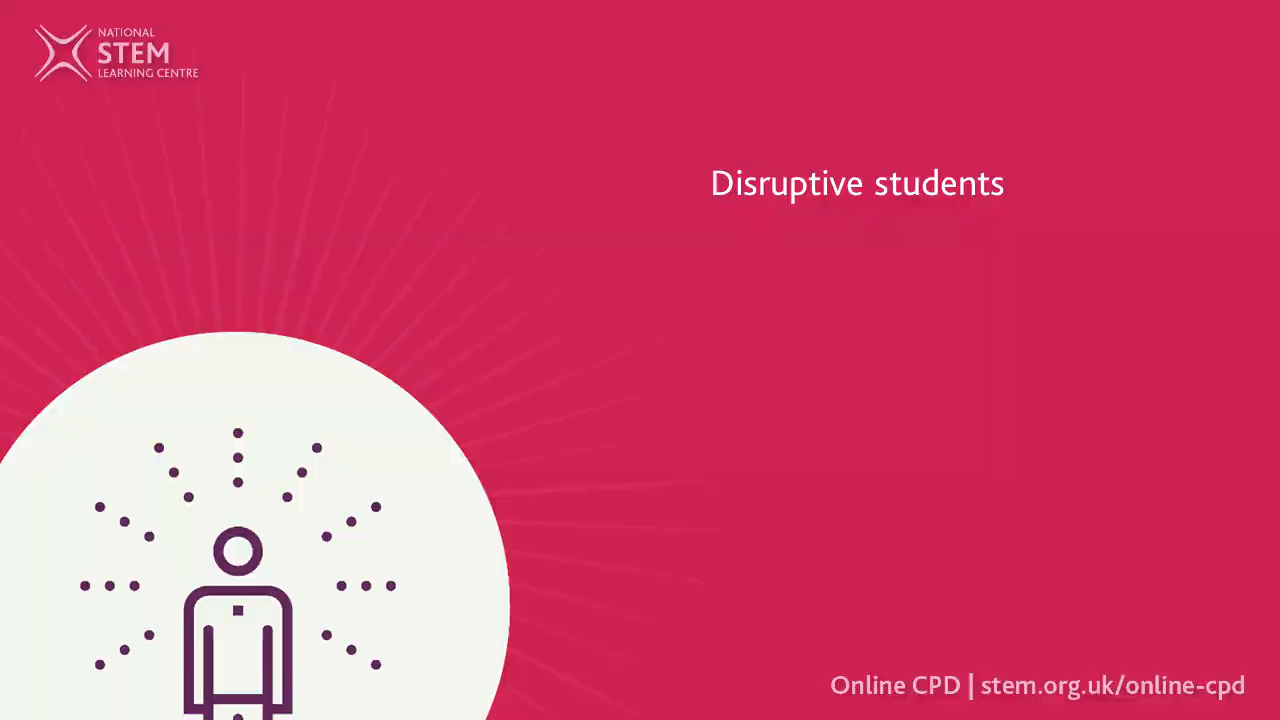 NATIONAL
STEM
LEARNING CENTRE
Disruptive students
Online CPD | stem.org.uk/online-cpd